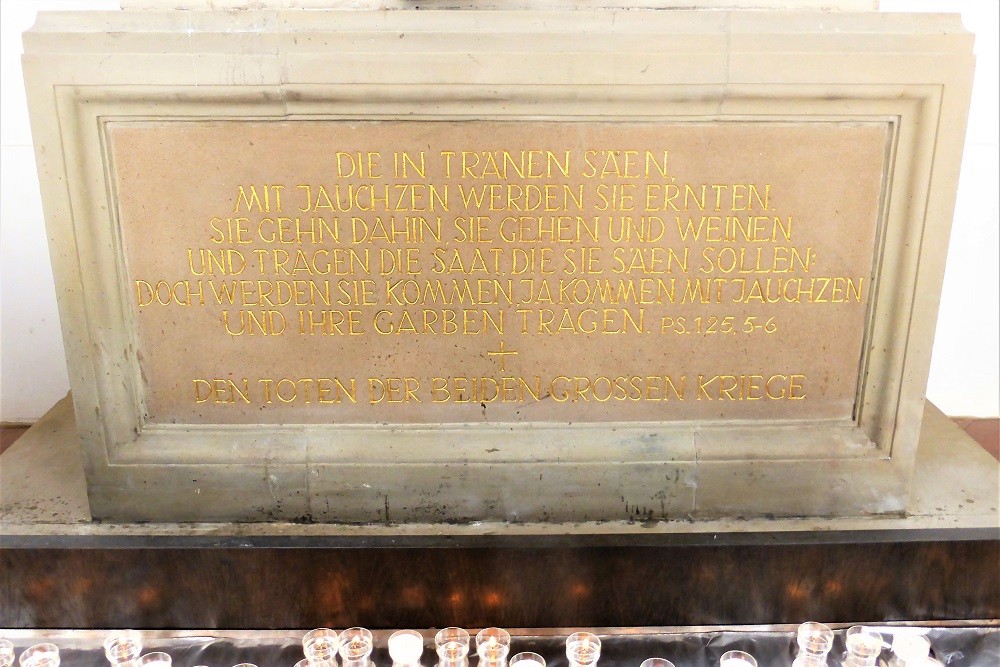 DIE IN TRÄNEN SÄEN,
MIT JAUCHZEN WERDEN SIE ERNTEN.
SIE GEHN DAHIN, SIE GEHEN UND WEINEN
UND TRAGEN DIE SAAT, DIE SIE SÄEN SOLLEN:
DOCH WERDEN SIE KOMMEN, JA KOMMEN MIT JAUCHZEN
UND IHRE GARBEN TRAGEN. PS. 125, 5-6
DEN TOTEN DER BEIDEN GROSSEN KRIEGE